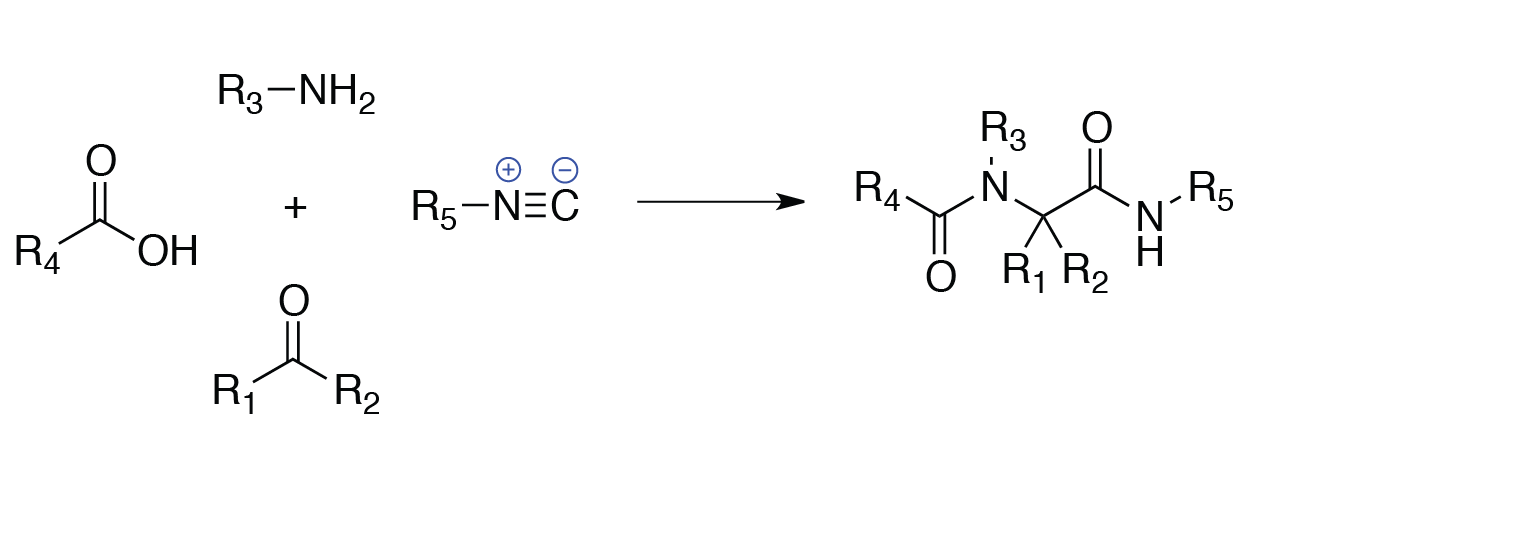 R₃–NH₂
O
R₄ OH
+
R₅–N≡C
⊕ ⊖
O
R₁ R₂
R₃
O
R₄ N R₅
N
H
O R₁ R₂